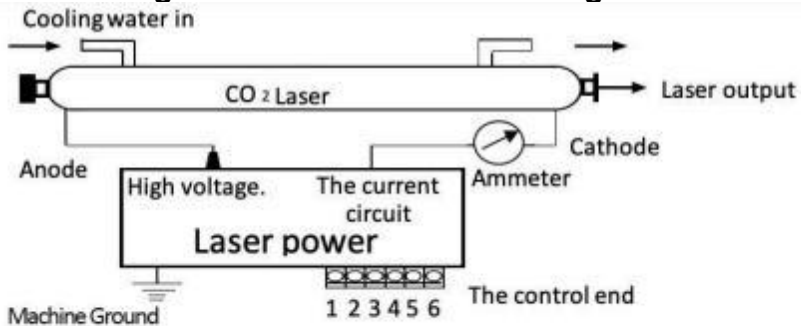 Cooling water in
CO 2 Laser
Laser output
Anode
Cathode
Ammeter
High voltage.
The current
circuit
Laser power
Machine Ground
1 2 3 4 5 6
The control end